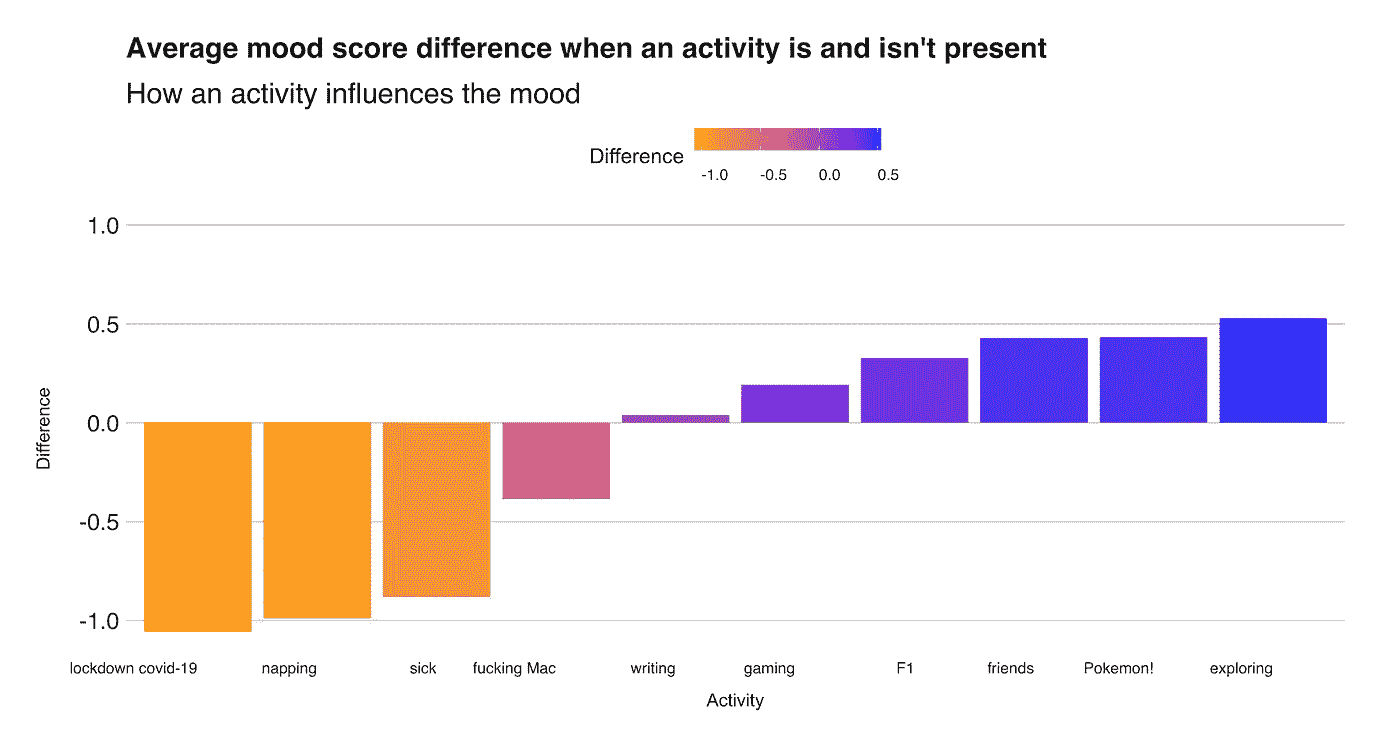 Average mood score difference when an activity is and isn't present
How an activity influences the mood
Difference
-1.0 -0.5 0.0 0.5
1.0
0.5
0.0
-0.5
-1.0
Difference
lockdown covid-19 napping sick fucking Mac writing gaming F1 friends Pokemon! exploring
Activity